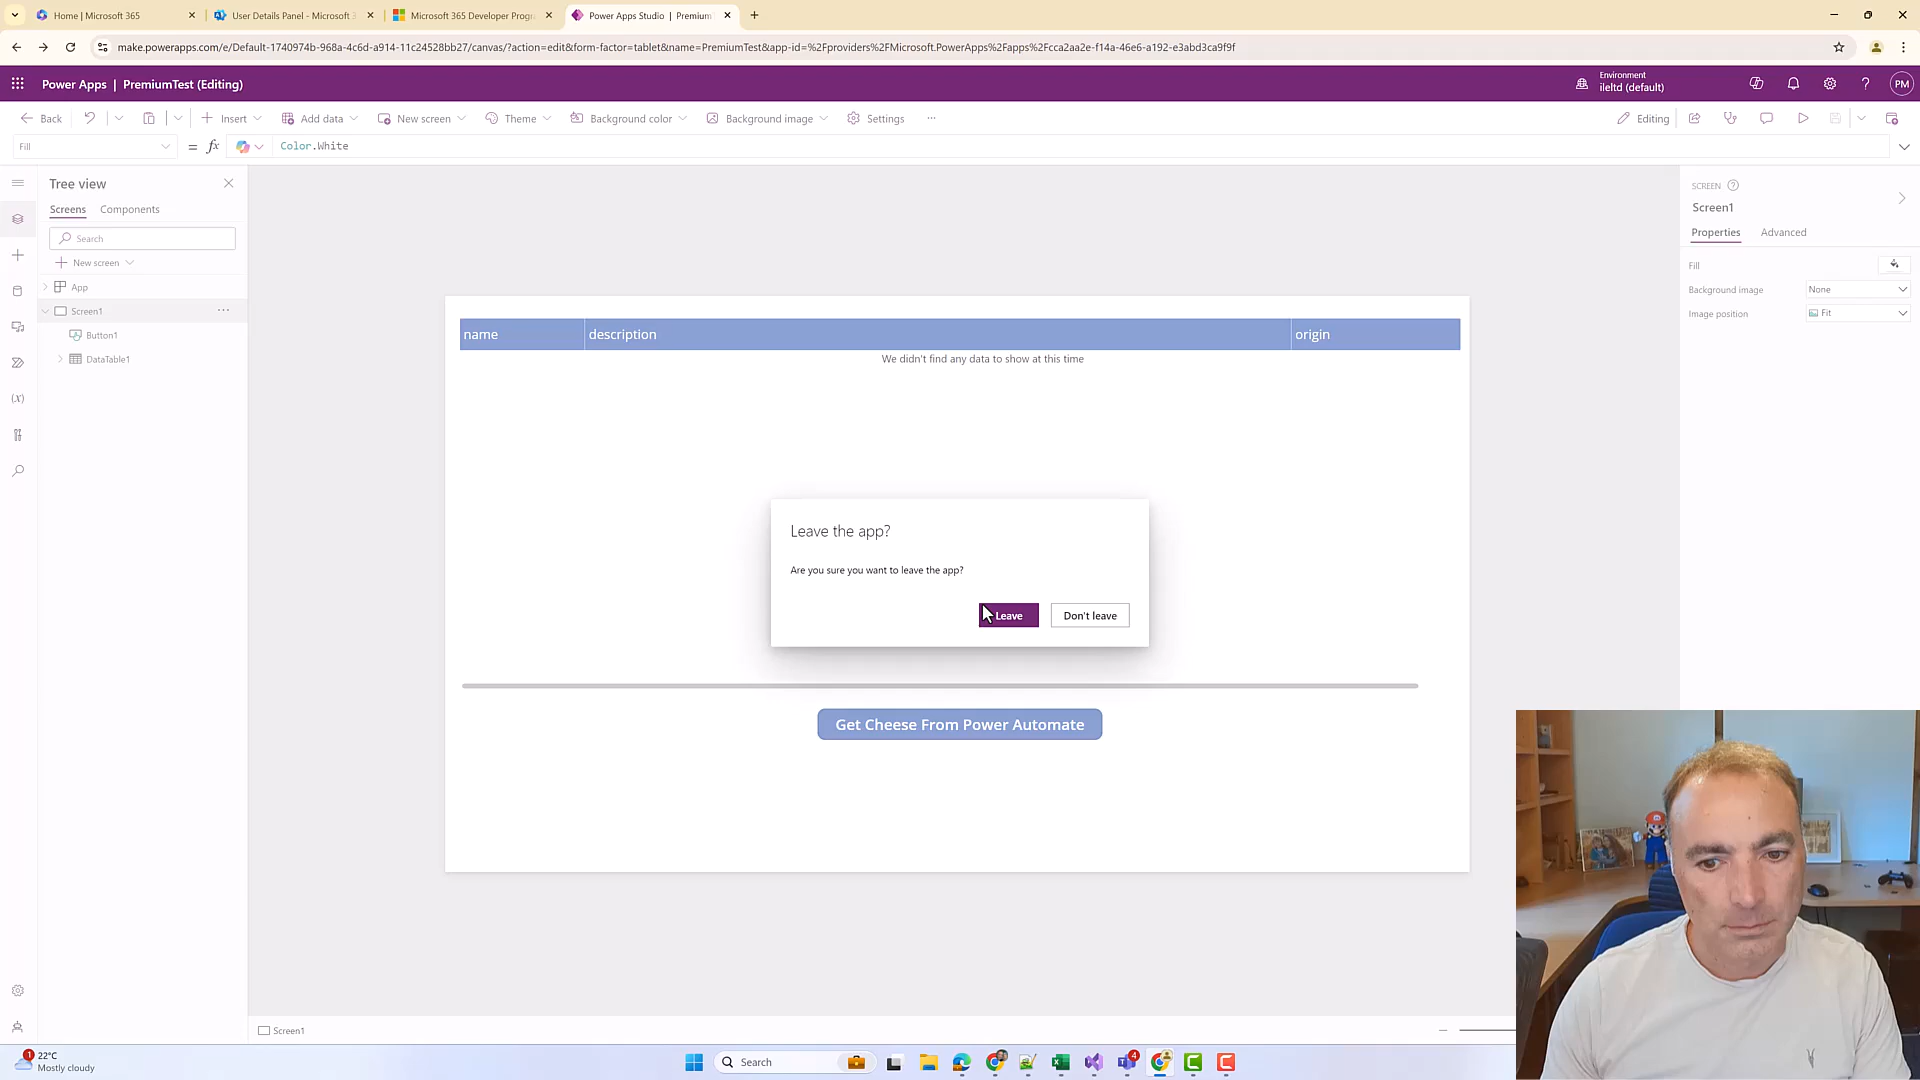 Home | Microsoft 365
User Details Panel - Microsoft
Microsoft 365 Developer Progr
Power Apps Studio | Premium
make.powerapps.com/e/Default-1740974b-968a-4c6d-a914-11c24528bb27/canvas/?action=edit&form-factor=tablet&name=PremiumTest&app-id=%2Fproviders%2FMicrosoft.PowerApps%2Fapps%2Fcca2aa2e-f14a-46e6-a192-e3abd3ca9f9f
Power Apps | PremiumTest (Editing)
Environment
ileltd (default)
PM
Back
Insert
Add data
New screen
Theme
Background color
Background image
Settings
Editing
Fill
= fx
Color.White
Tree view
Screens
Components
Search
New screen
App
Screen1
Button1
DataTable1
name
description
origin
We didn't find any data to show at this time
Leave the app?
Are you sure you want to leave the app?
Leave
Don't leave
Get Cheese From Power Automate
SCREEN
Screen1
Properties
Advanced
Fill
Background image
None
Image position
Fit
Screen1
1
22°C
Mostly cloudy
Search
4